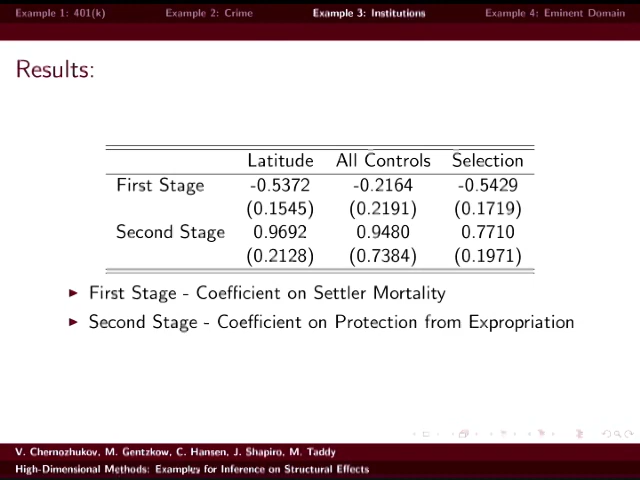 Example 1: 401(k) Example 2: Crime Example 3: Institutions Example 4: Eminent Domain
Results:
Latitude All Controls Selection
First Stage -0.5372 -0.2164 -0.5429
(0.1545) (0.2191) (0.1719)
Second Stage 0.9692 0.9480 0.7710
(0.2128) (0.7384) (0.1971)
► First Stage - Coefficient on Settler Mortality
► Second Stage - Coefficient on Protection from Expropriation
V. Chernozhukov, M. Gentzkow, C. Hansen, J. Shapiro, M. Taddy
High-Dimensional Methods: Examples for Inference on Structural Effects